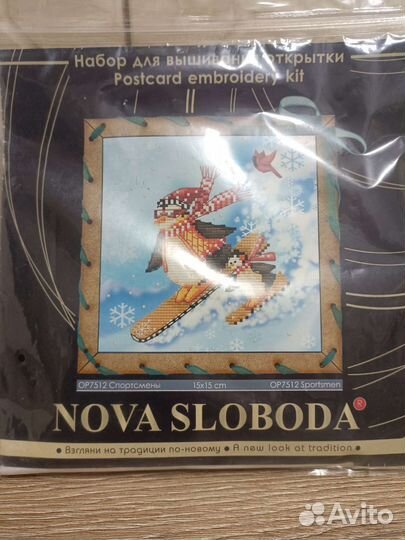 Набор для вышивания открытки
Postcard embroidery kit
OP7512 Спортсмены 15x15 cm OP7512 Sportsmen
NOVA SLOBODA®
• Взгляни на традиции по-новому • A new look at tradition •
Avito